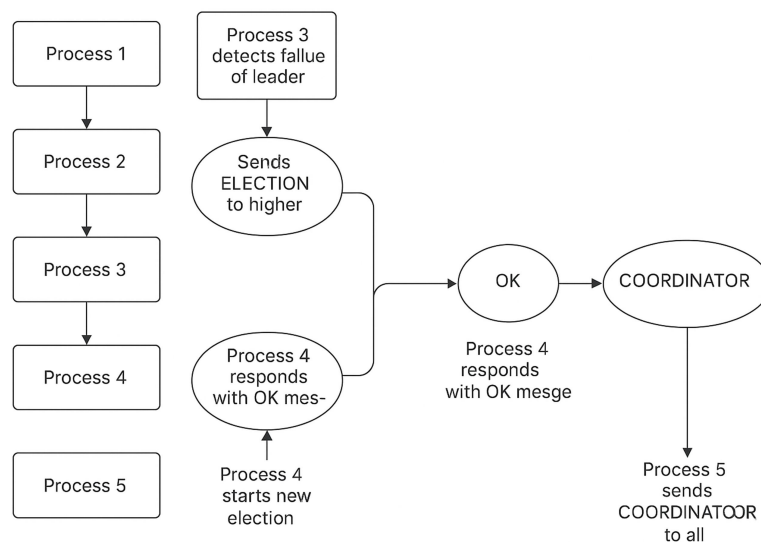 Process 1
Process 2
Process 3
Process 4
Process 5
Process 3
detects fallue
of leader
Sends
ELECTION
to higher
Process 4
responds
with OK mes-
Process 4
starts new
election
OK
Process 4
responds
with OK mesge
COORDINATOR
Process 5
sends
COORDINATOOR
to all